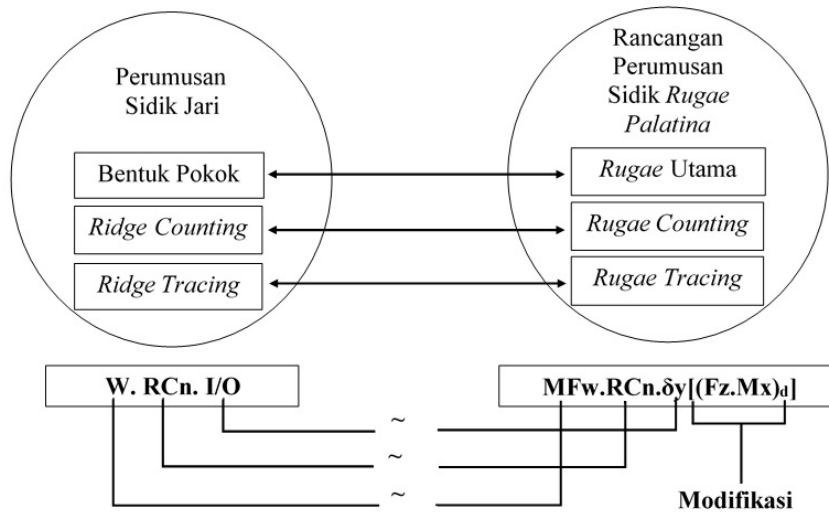 Perumusan
Sidik Jari
Bentuk Pokok
Ridge Counting
Ridge Tracing
Rancangan
Perumusan
Sidik Rugae
Palatina
Rugae Utama
Rugae Counting
Rugae Tracing
W. RCn. I/O
MFw.RCn.δy[(Fz.Mx)d]
~
~
~
Modifikasi